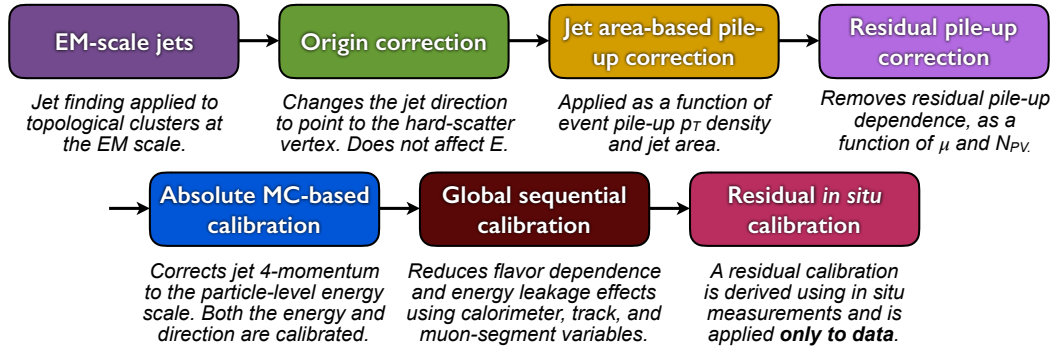 EM-scale jets
Origin correction
Jet area-based pile-
up correction
Residual pile-up
correction
Jet finding applied to
topological clusters at
the EM scale.
Changes the jet direction
to point to the hard-scatter
vertex. Does not affect E.
Applied as a function of
event pile-up pT density
and jet area.
Removes residual pile-up
dependence, as a
function of μ and NPV.
Absolute MC-based
calibration
Global sequential
calibration
Residual in situ
calibration
Corrects jet 4-momentum
to the particle-level energy
scale. Both the energy and
direction are calibrated.
Reduces flavor dependence
and energy leakage effects
using calorimeter, track, and
muon-segment variables.
A residual calibration
is derived using in situ
measurements and is
applied only to data.